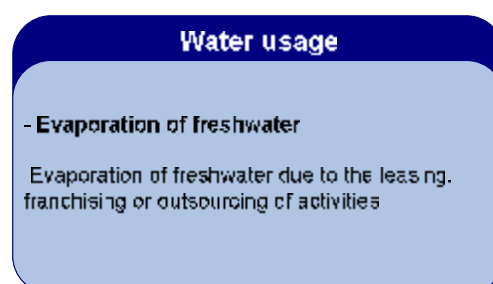 Water usage
- Evaporation of freshwater
Evaporation of freshwater due to the leasing,
franchising or outsourcing of activities